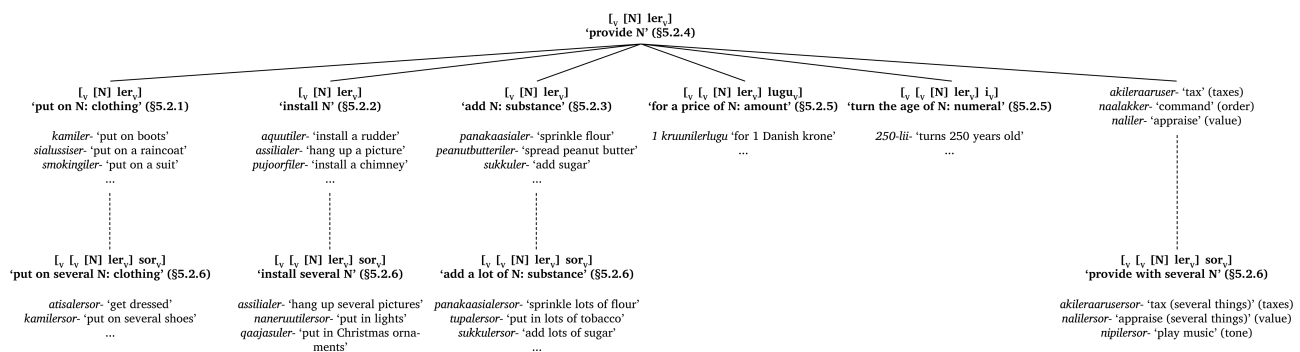 [v [N] lerv]
‘provide N’ (§5.2.4)
[v [N] lerv]
‘put on N: clothing’ (§5.2.1)
kamiler- ‘put on boots’
sialussiser- ‘put on a raincoat’
smokingiler- ‘put on a suit’
...
[v [N] lerv]
‘install N’ (§5.2.2)
aquutiler- ‘install a rudder’
assilialer- ‘hang up a picture’
pujoorfiler- ‘install a chimney’
...
[v [N] lerv]
‘add N: substance’ (§5.2.3)
panakaasialer- ‘sprinkle flour’
peanutbutteriler- ‘spread peanut butter’
sukkuler- ‘add sugar’
...
[v [v [N] lerv] luguv]
‘for a price of N: amount’ (§5.2.5)
1 kruunilerlugu ‘for 1 Danish krone’
...
[v [v [N] lerv] iv]
‘turn the age of N: numeral’ (§5.2.5)
250-lii- ‘turns 250 years old’
...
akileraaruser- ‘tax’ (taxes)
naalakker- ‘command’ (order)
naliler- ‘appraise’ (value)
[v [v [N] lerv] sorv]
‘put on several N: clothing’ (§5.2.6)
atisalersor- ‘get dressed’
kamilersor- ‘put on several shoes’
...
[v [v [N] lerv] sorv]
‘install several N’ (§5.2.6)
assilialer- ‘hang up several pictures’
naneruutilersor- ‘put in lights’
qaajasuler- ‘put in Christmas orna-
ments’
[v [v [N] lerv] sorv]
‘add a lot of N: substance’ (§5.2.6)
panakaasialersor- ‘sprinkle lots of flour’
tupalersor- ‘put in lots of tobacco’
sukkulersor- ‘add lots of sugar’
...
[v [v [N] lerv] sorv]
‘provide with several N’ (§5.2.6)
akileraarusersor- ‘tax (several things)’ (taxes)
nalilersor- ‘appraise (several things)’ (value)
nipilersor- ‘play music’ (tone)